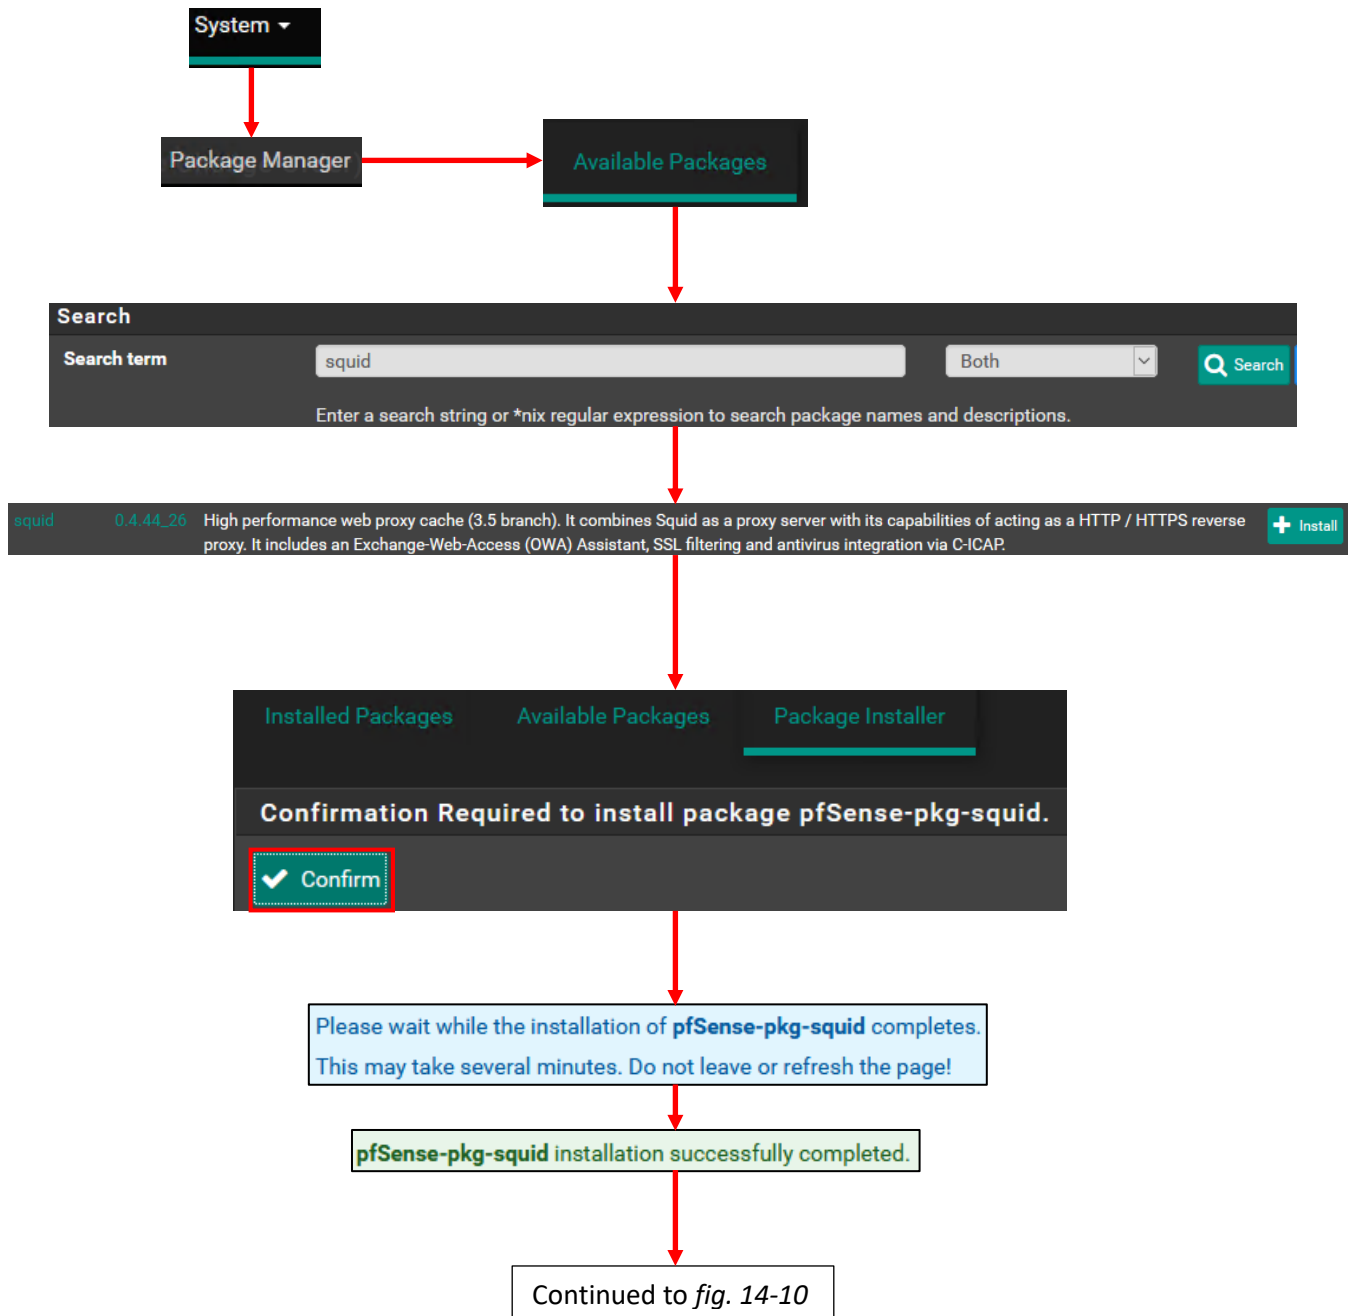 System
Package Manager
Available Packages
Search
Search term
squid
Both
Search
Enter a search string or *nix regular expression to search package names and descriptions.
squid 0.4.44_26 High performance web proxy cache (3.5 branch). It combines Squid as a proxy server with its capabilities of acting as a HTTP / HTTPS reverse
proxy. It includes an Exchange-Web-Access (OWA) Assistant, SSL filtering and antivirus integration via C-ICAP.
Install
Installed Packages Available Packages Package Installer
Confirmation Required to install package pfSense-pkg-squid.
Confirm
Please wait while the installation of pfSense-pkg-squid completes.
This may take several minutes. Do not leave or refresh the page!
pfSense-pkg-squid installation successfully completed.
Continued to fig. 14-10